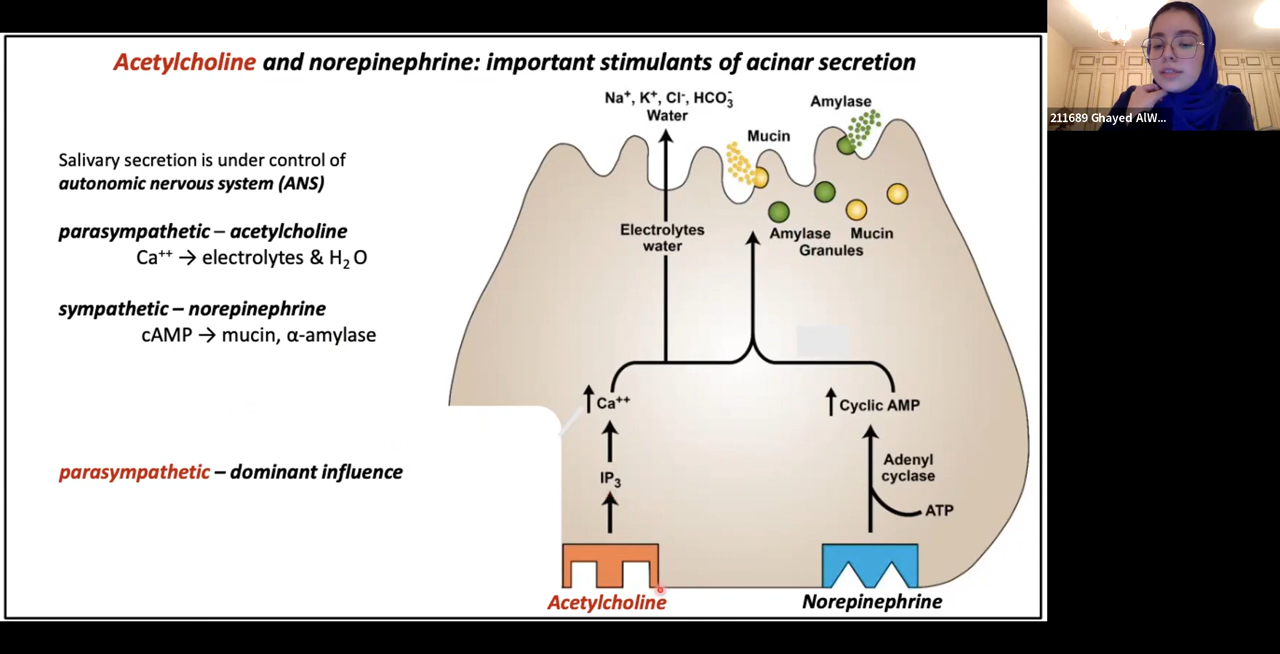 Acetylcholine and norepinephrine: important stimulants of acinar secretion
Salivary secretion is under control of
autonomic nervous system (ANS)
parasympathetic – acetylcholine
Ca⁺⁺ → electrolytes & H₂O
sympathetic – norepinephrine
cAMP → mucin, α-amylase
parasympathetic – dominant influence
Na⁺, K⁺, Cl⁻, HCO₃⁻
Water
Mucin
Amylase
Electrolytes
water
Amylase Mucin
Granules
↑ Ca⁺⁺
IP₃
Acetylcholine
↑ Cyclic AMP
Adenyl
cyclase
ATP
Norepinephrine
211689 Ghayed AlW...